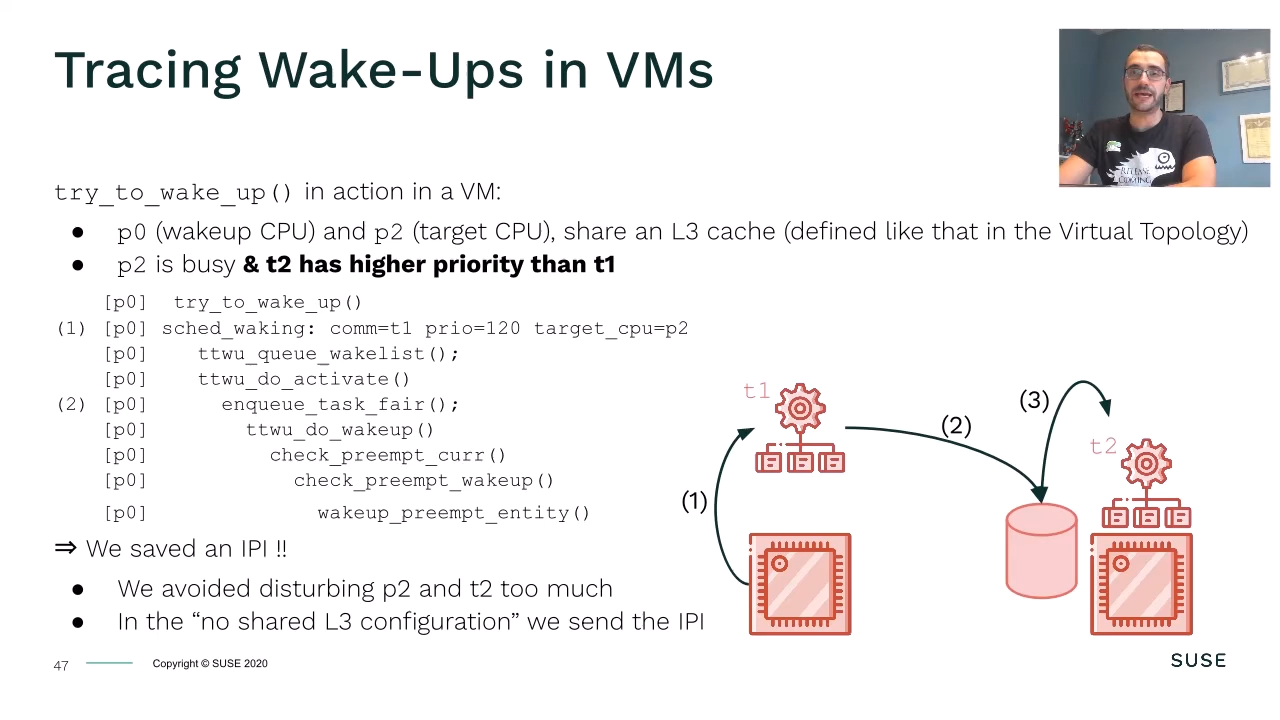 Tracing Wake-Ups in VMs
try_to_wake_up() in action in a VM:
● p0 (wakeup CPU) and p2 (target CPU), share an L3 cache (defined like that in the Virtual Topology)
● p2 is busy & t2 has higher priority than t1
[p0] try_to_wake_up()
(1) [p0] sched_waking: comm=t1 prio=120 target_cpu=p2
[p0] ttwu_queue_wakelist();
[p0] ttwu_do_activate()
(2) [p0] enqueue_task_fair();
[p0] ttwu_do_wakeup()
[p0] check_preempt_curr()
[p0] check_preempt_wakeup()
[p0] wakeup_preempt_entity()
⇒ We saved an IPI !!
● We avoided disturbing p2 and t2 too much
● In the “no shared L3 configuration” we send the IPI
t1
(1)
(2)
(3)
t2
47
Copyright © SUSE 2020
SUSE